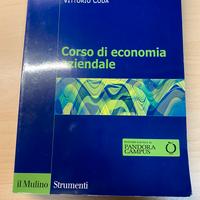 VITTORIO CODA
Corso di economia
aziendale
PANDORA
CAMPUS
il Mulino Strumenti